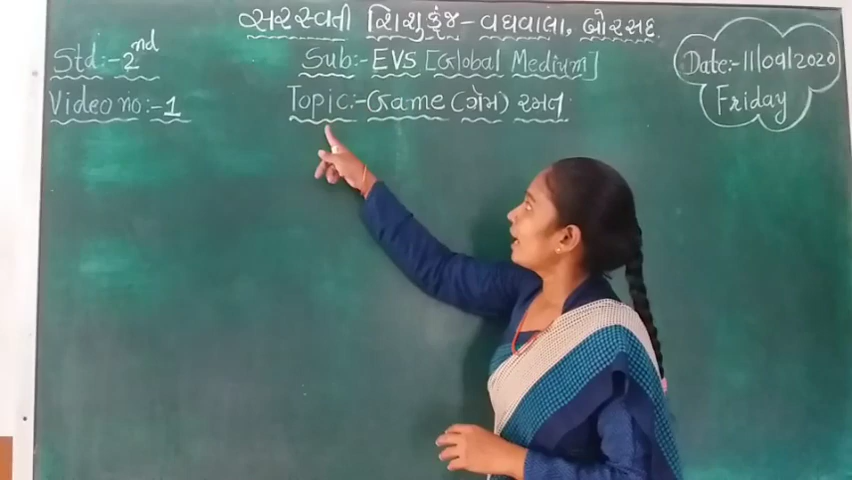 સરસ્વતી શિશુકુંજ - વઘવાલા, બોરસદ.
Std:- 2nd
Sub:- EVS [Global Medium]
Date:- 11/09/2020
Friday
Video no:- 1
Topic:- Game (ગેમ) રમત